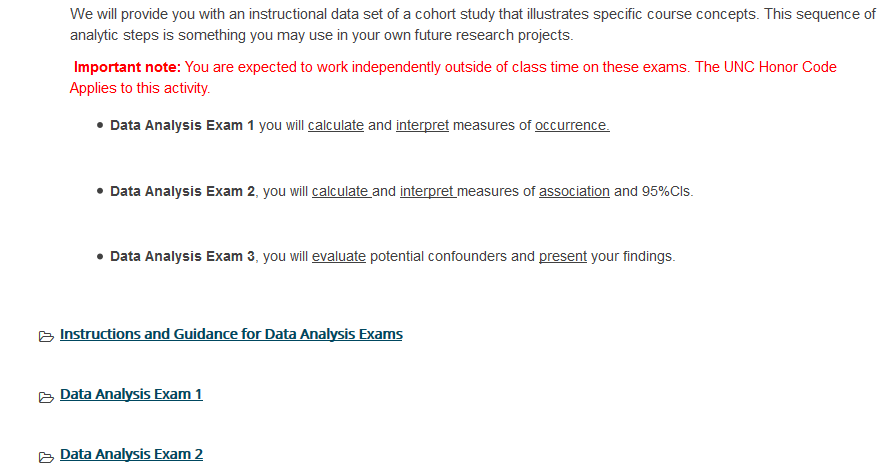 We will provide you with an instructional data set of a cohort study that illustrates specific course concepts. This sequence of
analytic steps is something you may use in your own future research projects.
Important note: You are expected to work independently outside of class time on these exams. The UNC Honor Code
Applies to this activity.
• Data Analysis Exam 1 you will calculate and interpret measures of occurrence.
• Data Analysis Exam 2, you will calculate and interpret measures of association and 95%CIs.
• Data Analysis Exam 3, you will evaluate potential confounders and present your findings.
Instructions and Guidance for Data Analysis Exams
Data Analysis Exam 1
Data Analysis Exam 2